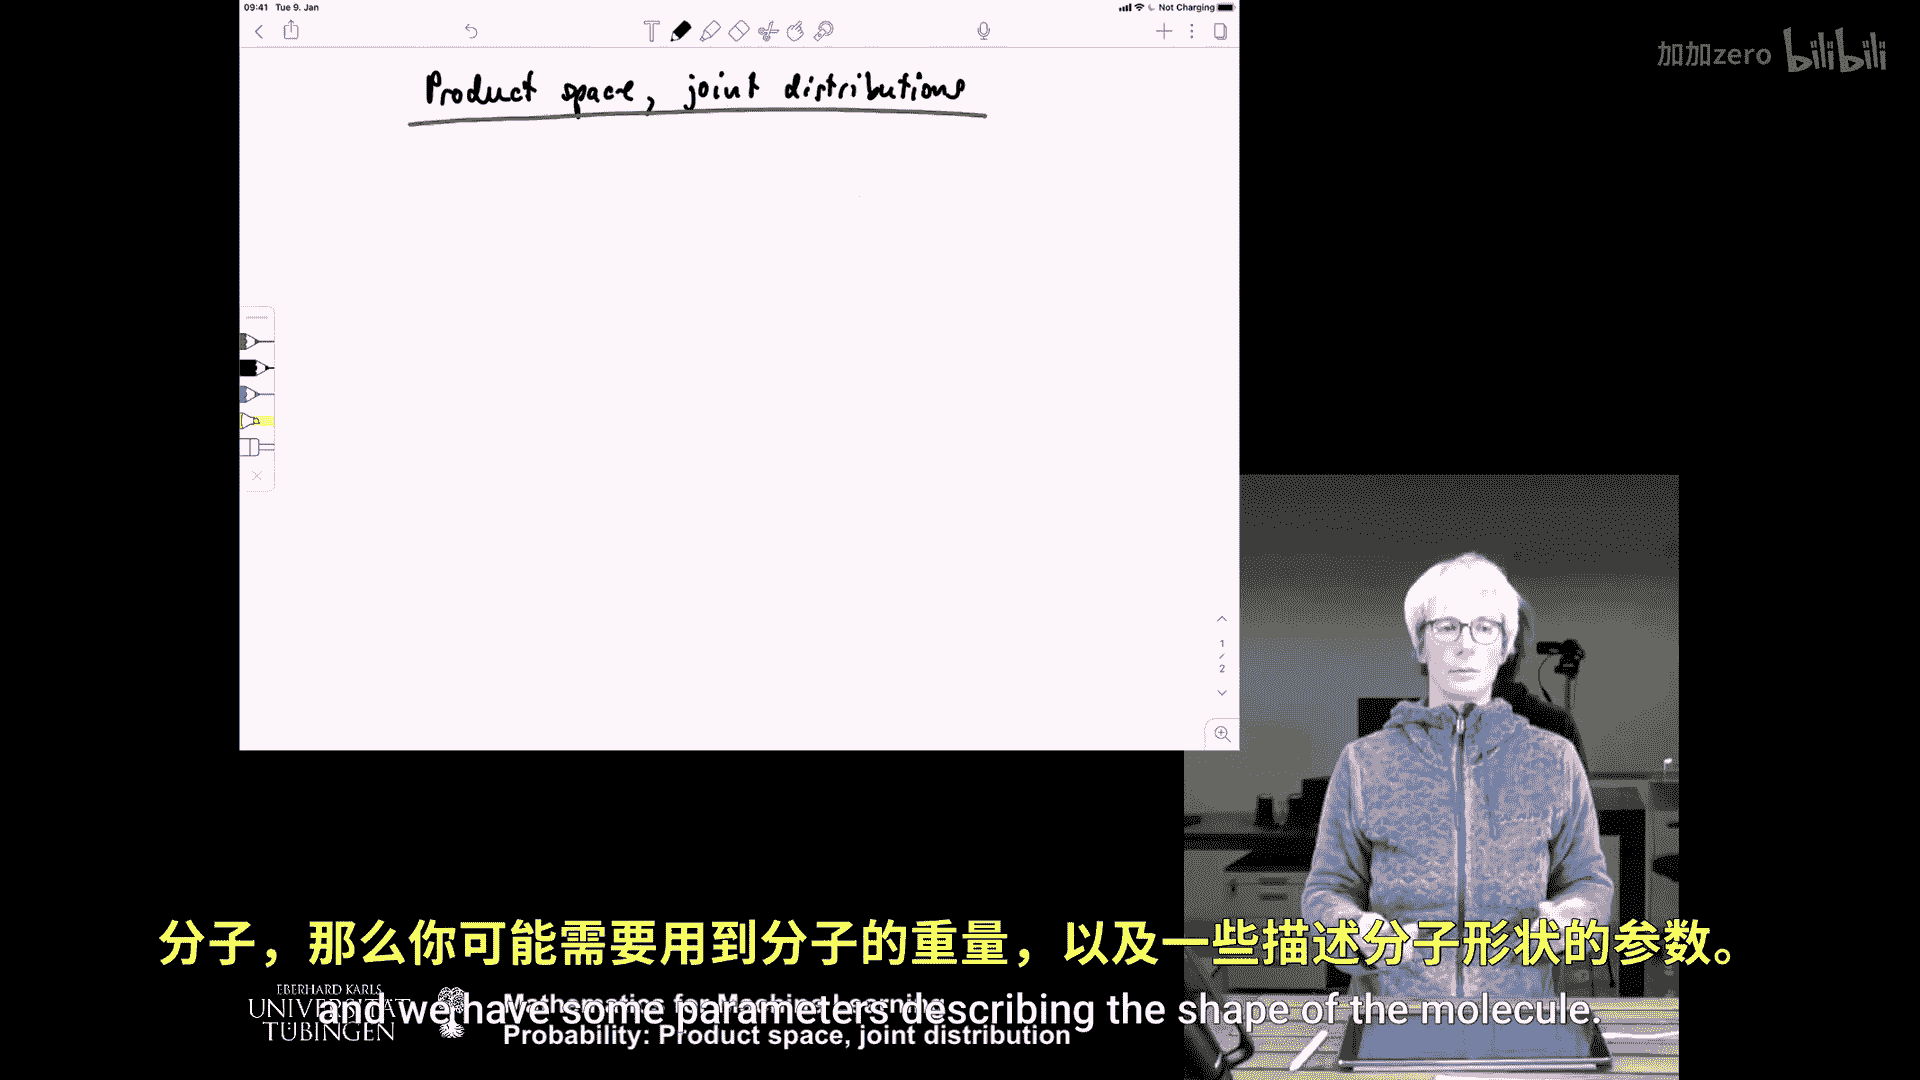 09:41 Tue 9. Jan
Not Charging
加加zero bilibili
Product space, joint distributions
T
1
2
分子，那么你可能需要用到分子的重量，以及一些描述分子形状的参数。
and we have some parameters describing the shape of the molecule.
EBERHARD KARLS
UNIVERSITÄT
TÜBINGEN
Mathematics for Machine Learning
Probability: Product space, joint distribution